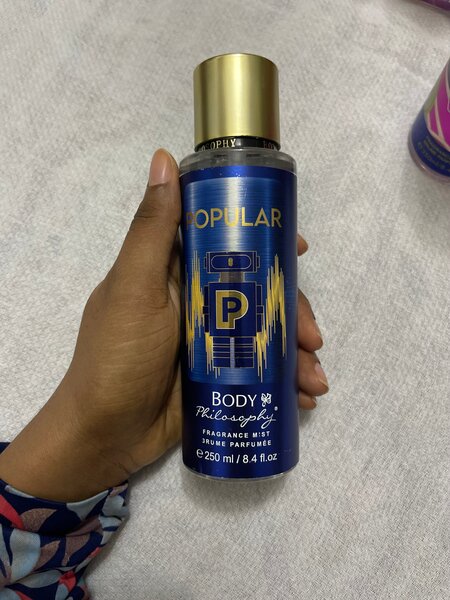 POPULAR
P
BODY
Philosophy®
FRAGRANCE MIST
BRUME PARFUMÉE
e 250 ml / 8.4 fl.oz